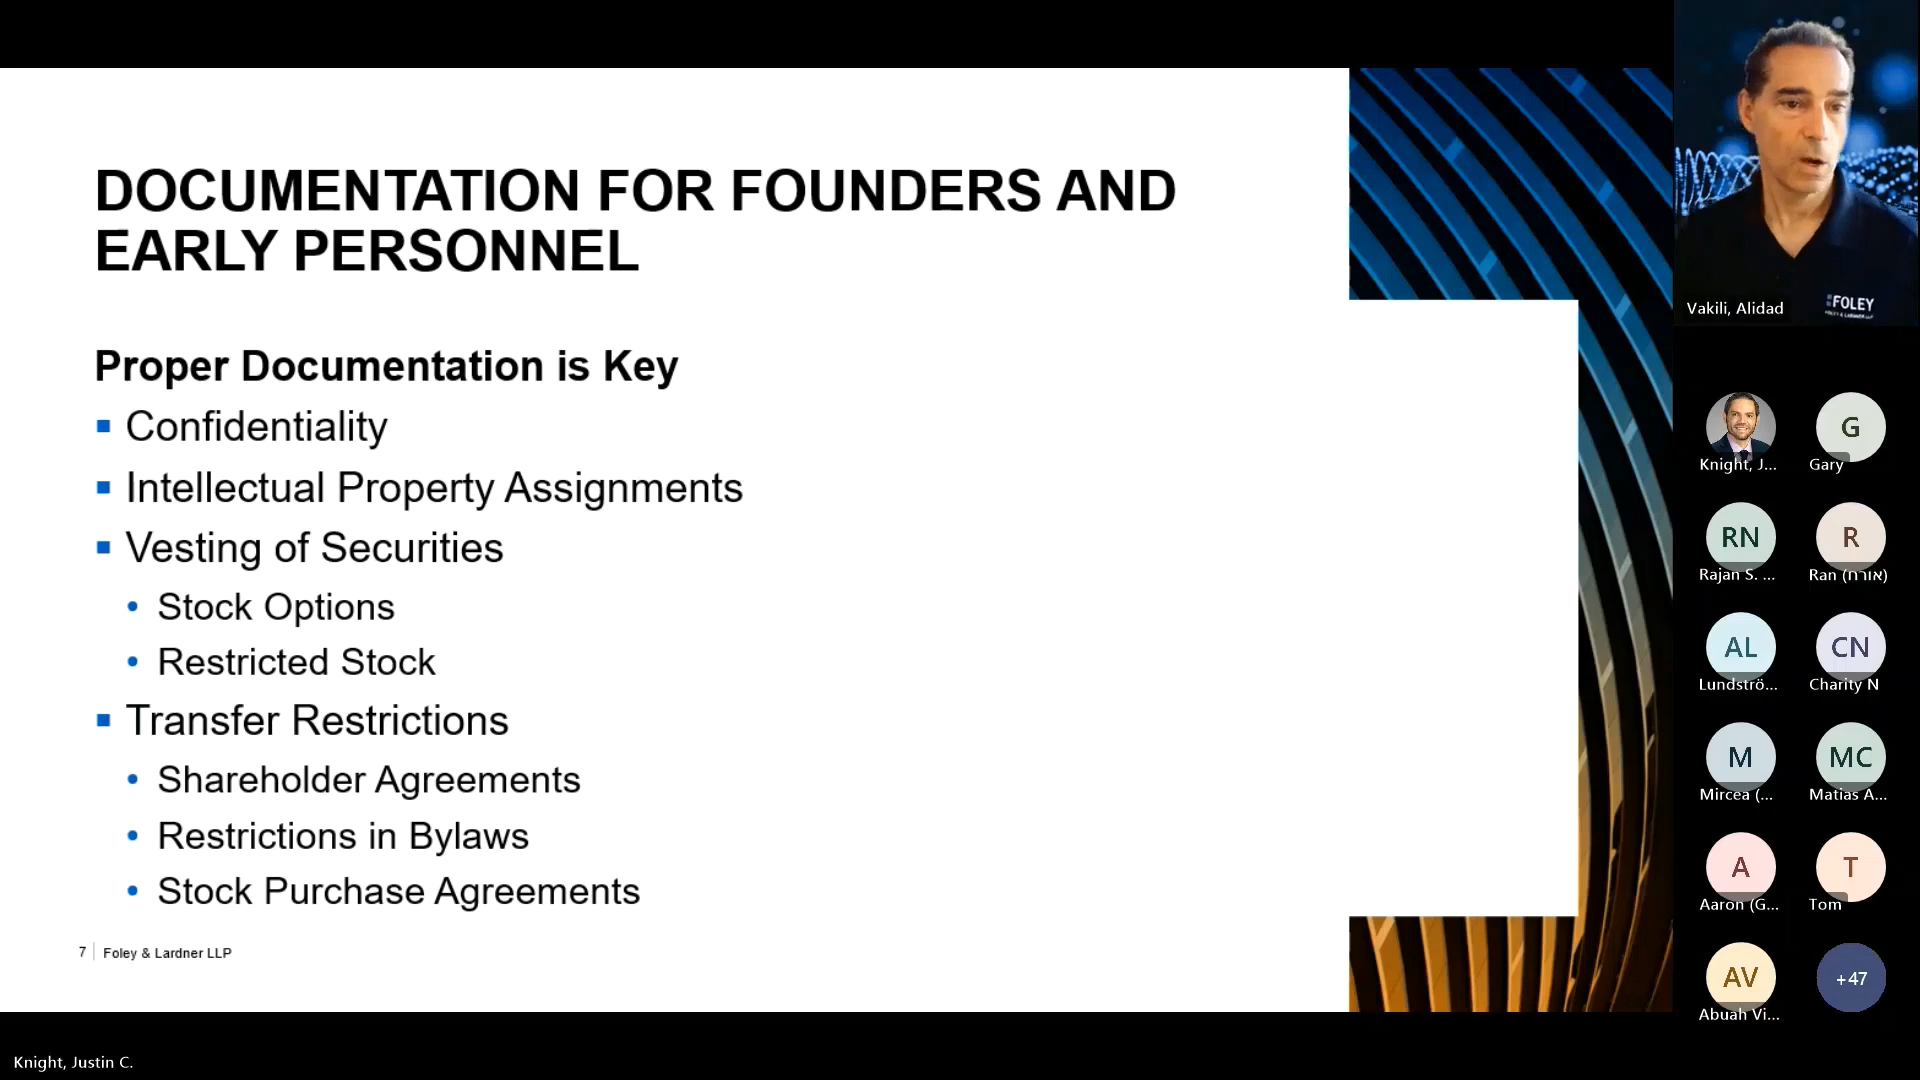 DOCUMENTATION FOR FOUNDERS AND
EARLY PERSONNEL
Proper Documentation is Key
Confidentiality
Intellectual Property Assignments
Vesting of Securities
Stock Options
Restricted Stock
Transfer Restrictions
Shareholder Agreements
Restrictions in Bylaws
Stock Purchase Agreements
7 Foley & Lardner LLP
Knight, Justin C.
FOLEY
FOLEY & LARDNER LLP
Vakili, Alidad
Knight, J...
G
Gary
RN
Rajan S. ...
R
Ran (אורח)
AL
Lundströ...
CN
Charity N
M
Mircea (...
MC
Matias A...
A
Aaron (G...
T
Tom
AV
Abuah Vi...
+47